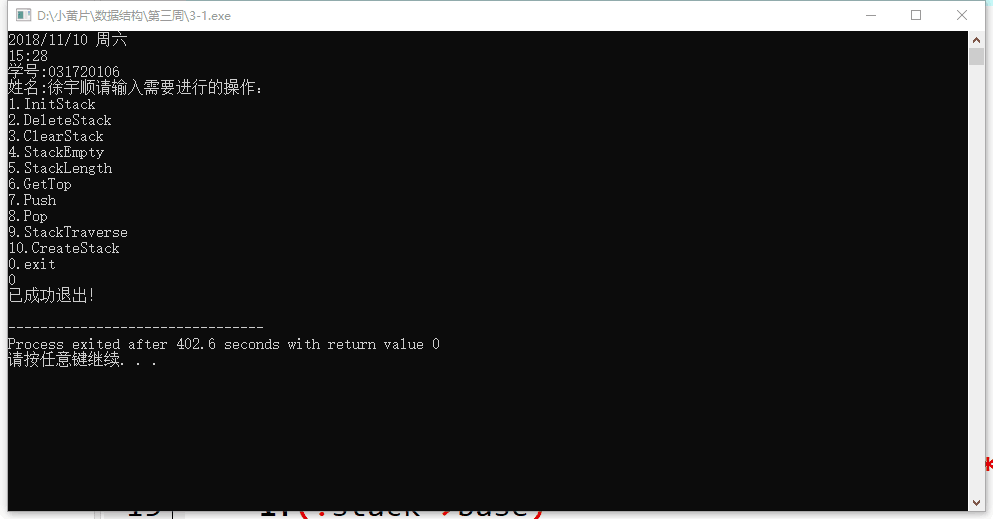 D:\小黄片\数据结构\第三周\3-1.exe
2018/11/10 周六
15:28
学号:031720106
姓名:徐宇顺请输入需要进行的操作:
1.InitStack
2.DeleteStack
3.ClearStack
4.StackEmpty
5.StackLength
6.GetTop
7.Push
8.Pop
9.StackTraverse
10.CreateStack
0.exit
0
已成功退出!
--------------------------------
Process exited after 402.6 seconds with return value 0
请按任意键继续. . .